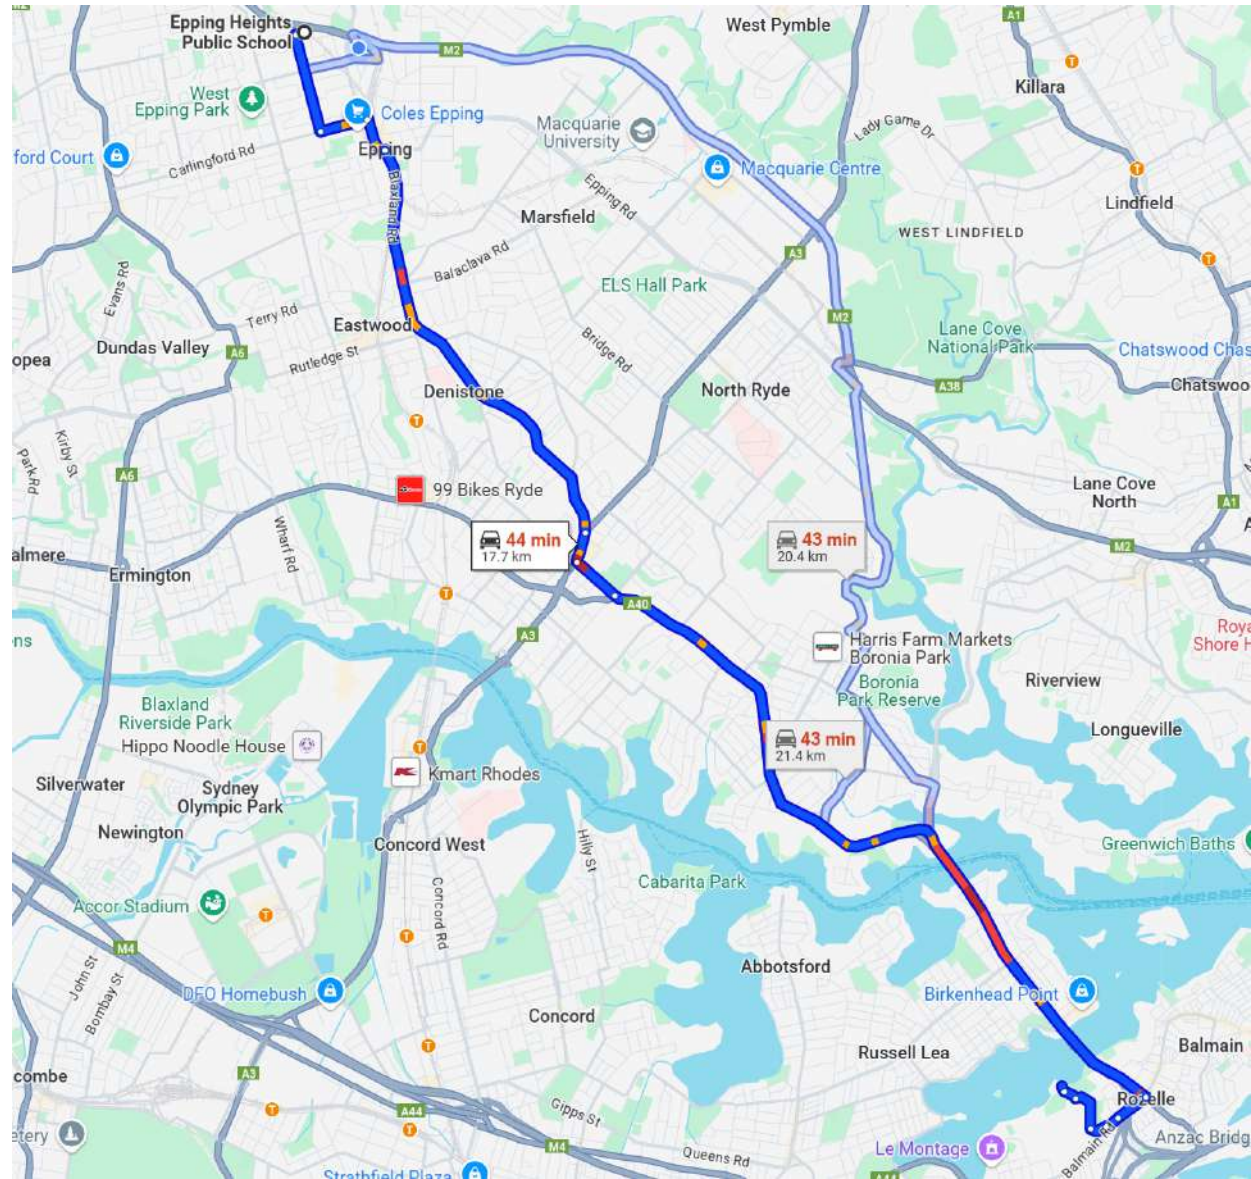 M2
A1
Epping Heights
Public School
West Pymble
M2
Killara
West
Epping Park
Coles Epping
Macquarie
University
Lady Game Dr
ford Court
Carlingford Rd
Epping
Macquarie Centre
Epping Rd
Blaxland Rd
Marsfield
Lindfield
WEST LINDFIELD
Balaclava Rd
A3
Evans Rd
ELS Hall Park
Terry Rd
Eastwood
M2
Lane Cove
National Park
opea
Dundas Valley
A6
Rutledge St
Bridge Rd
Chatswood Chas
Denistone
North Ryde
A38
Chatswoo
T
Kirby St
Park Rd
A6
99 Bikes Ryde
Lane Cove
North
A1
Wharf Rd
44 min
17.7 km
43 min
20.4 km
M2
almere
Ermington
A40
A3
Harris Farm Markets
Boronia Park
Roya
Shore H
ens
Boronia
Park Reserve
Riverview
Blaxland
Riverside Park
Hippo Noodle House
43 min
21.4 km
Longueville
Kmart Rhodes
Silverwater
Sydney
Olympic Park
Newington
Concord West
Hilly St
Greenwich Baths
Cabarita Park
Accor Stadium
Concord Rd
M4
John St
Bombay St
Abbotsford
DFO Homebush
Birkenhead Point
Concord
Russell Lea
Balmain
combe
A3
A44
Gipps St
Rozelle
etery
M4
Queens Rd
Le Montage
Balmain Rd
Anzac Bridg
Strathfield Plaza
A44